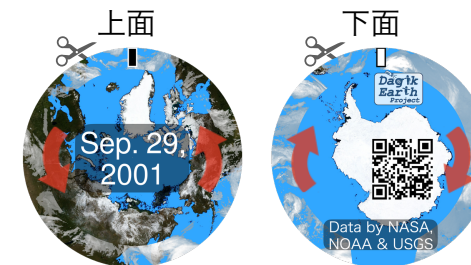 上面
下面
Sep. 29,
2001
Dagik
Earth
Project
Data by NASA,
NOAA & USGS